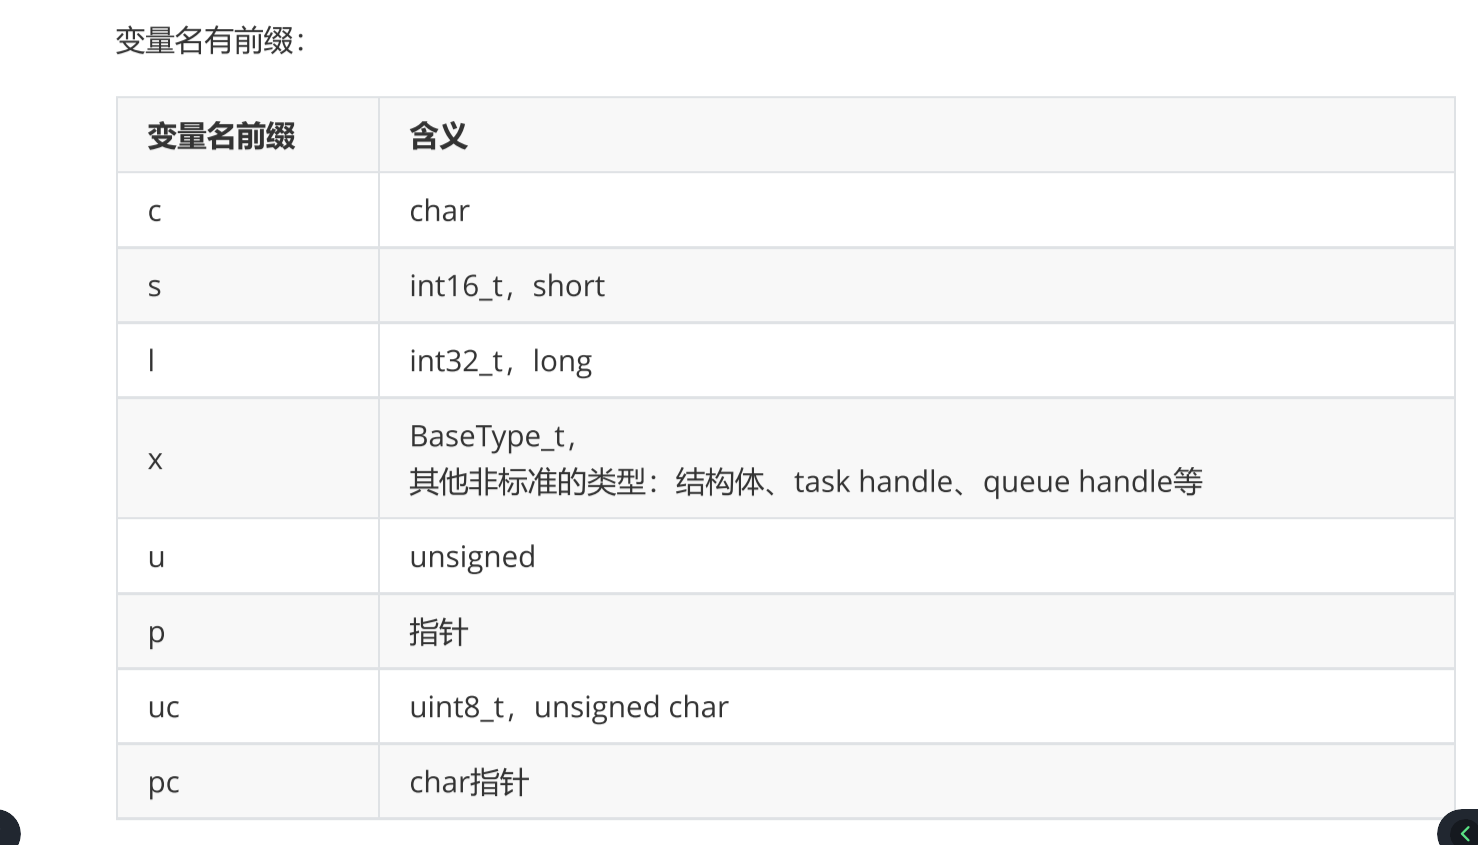 变量名有前缀：
变量名前缀 含义
c char
s int16_t，short
l int32_t，long
x BaseType_t，
其他非标准的类型：结构体、task handle、queue handle等
u unsigned
p 指针
uc uint8_t，unsigned char
pc char指针